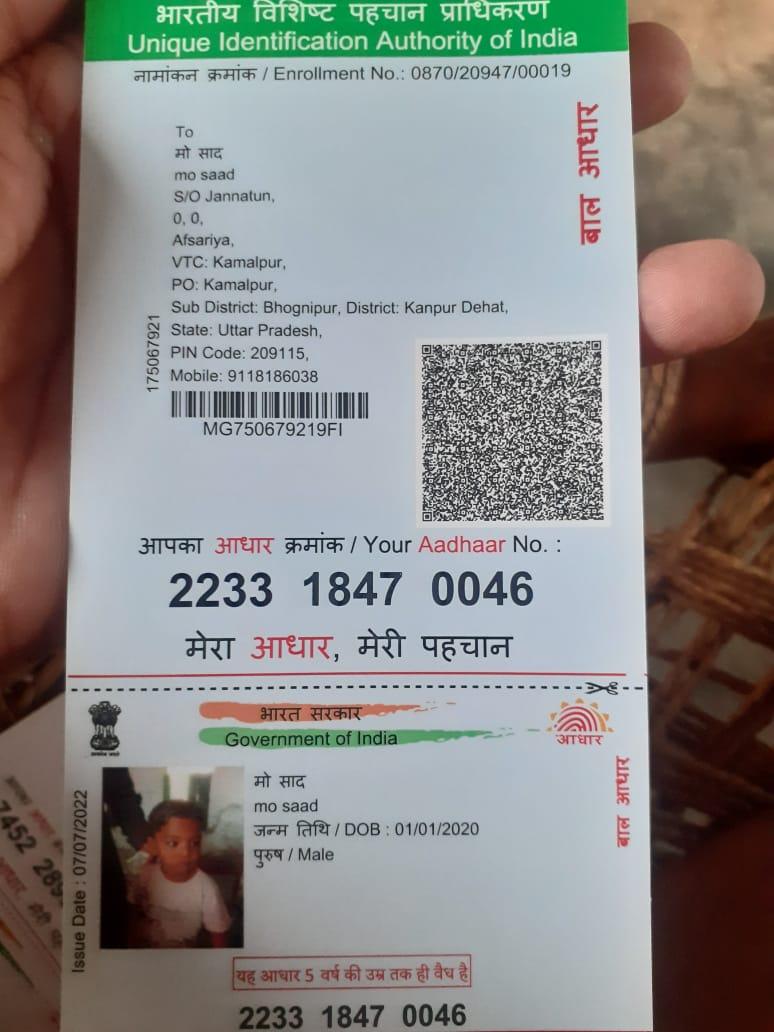 भारतीय विशिष्ट पहचान प्राधिकरण
Unique Identification Authority of India
नामांकन क्रमांक / Enrollment No.: 0870/20947/00019
To
मो साद
mo saad
S/O Jannatun,
0, 0,
Afsariya,
VTC: Kamalpur,
PO: Kamalpur,
Sub District: Bhognipur, District: Kanpur Dehat,
State: Uttar Pradesh,
PIN Code: 209115,
Mobile: 9118186038
175067921
MG750679219FI
बाल आधार
आपका आधार क्रमांक / Your Aadhaar No. :
2233 1847 0046
मेरा आधार, मेरी पहचान
भारत सरकार
Government of India
आधार
Issue Date : 07/07/2022
मो साद
mo saad
जन्म तिथि / DOB : 01/01/2020
पुरुष / Male
बाल आधार
यह आधार 5 वर्ष की उम्र तक ही वैध है
2233 1847 0046
7452